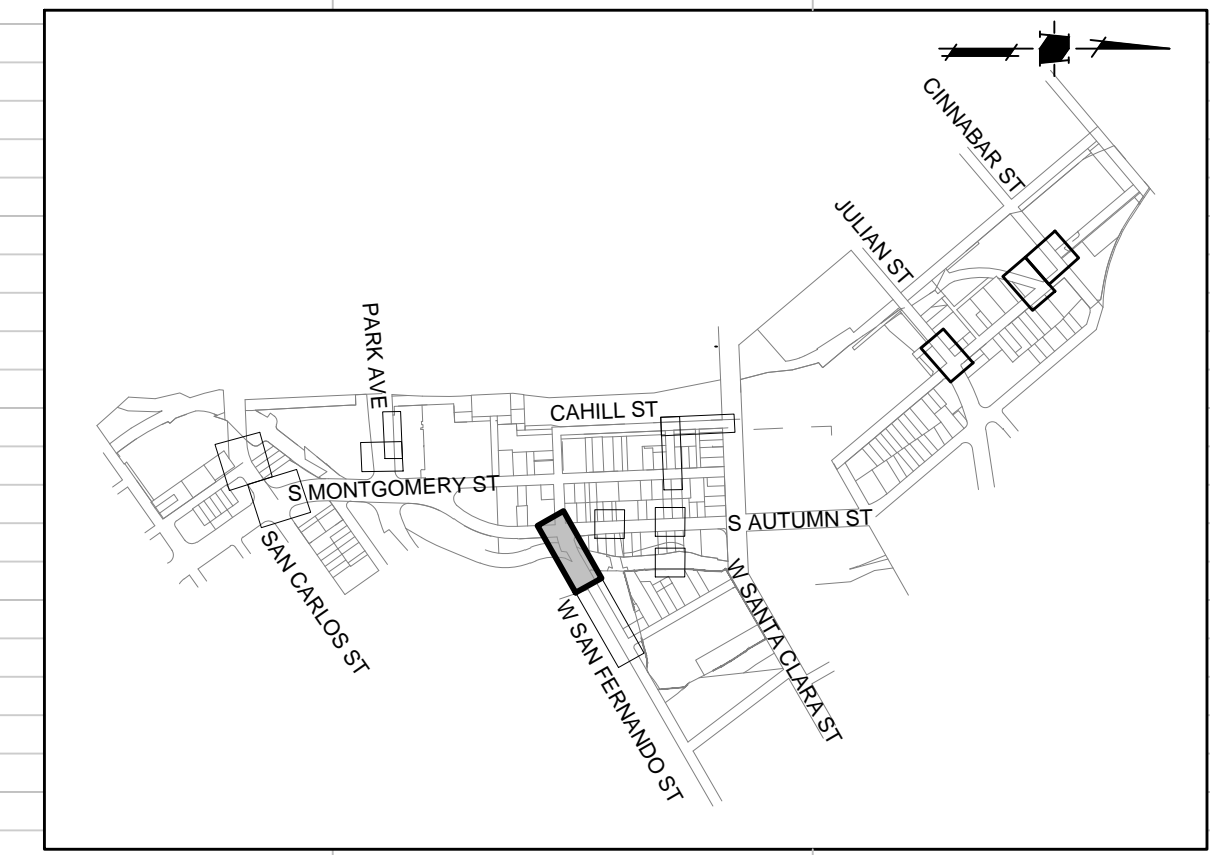 CINNABAR ST
JULIAN ST
PARK AVE
CAHILL ST
S MONTGOMERY ST
S AUTUMN ST
SAN CARLOS ST
W SANTA CLARA ST
W SAN FERNANDO ST